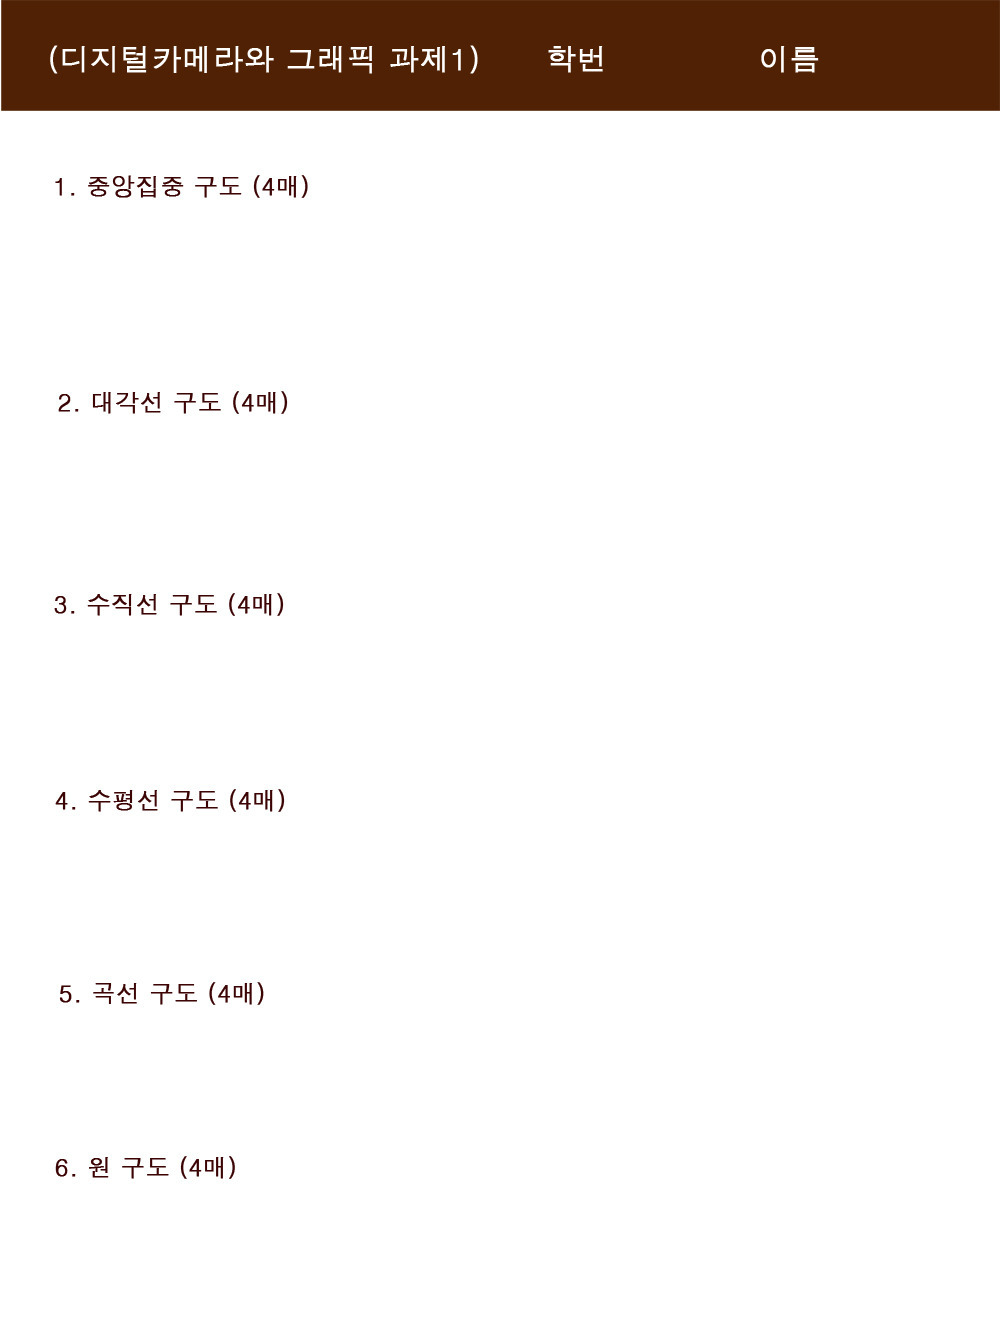 (디지털카메라와 그래픽 과제1) 학번 이름
1. 중앙집중 구도 (4매)
2. 대각선 구도 (4매)
3. 수직선 구도 (4매)
4. 수평선 구도 (4매)
5. 곡선 구도 (4매)
6. 원 구도 (4매)